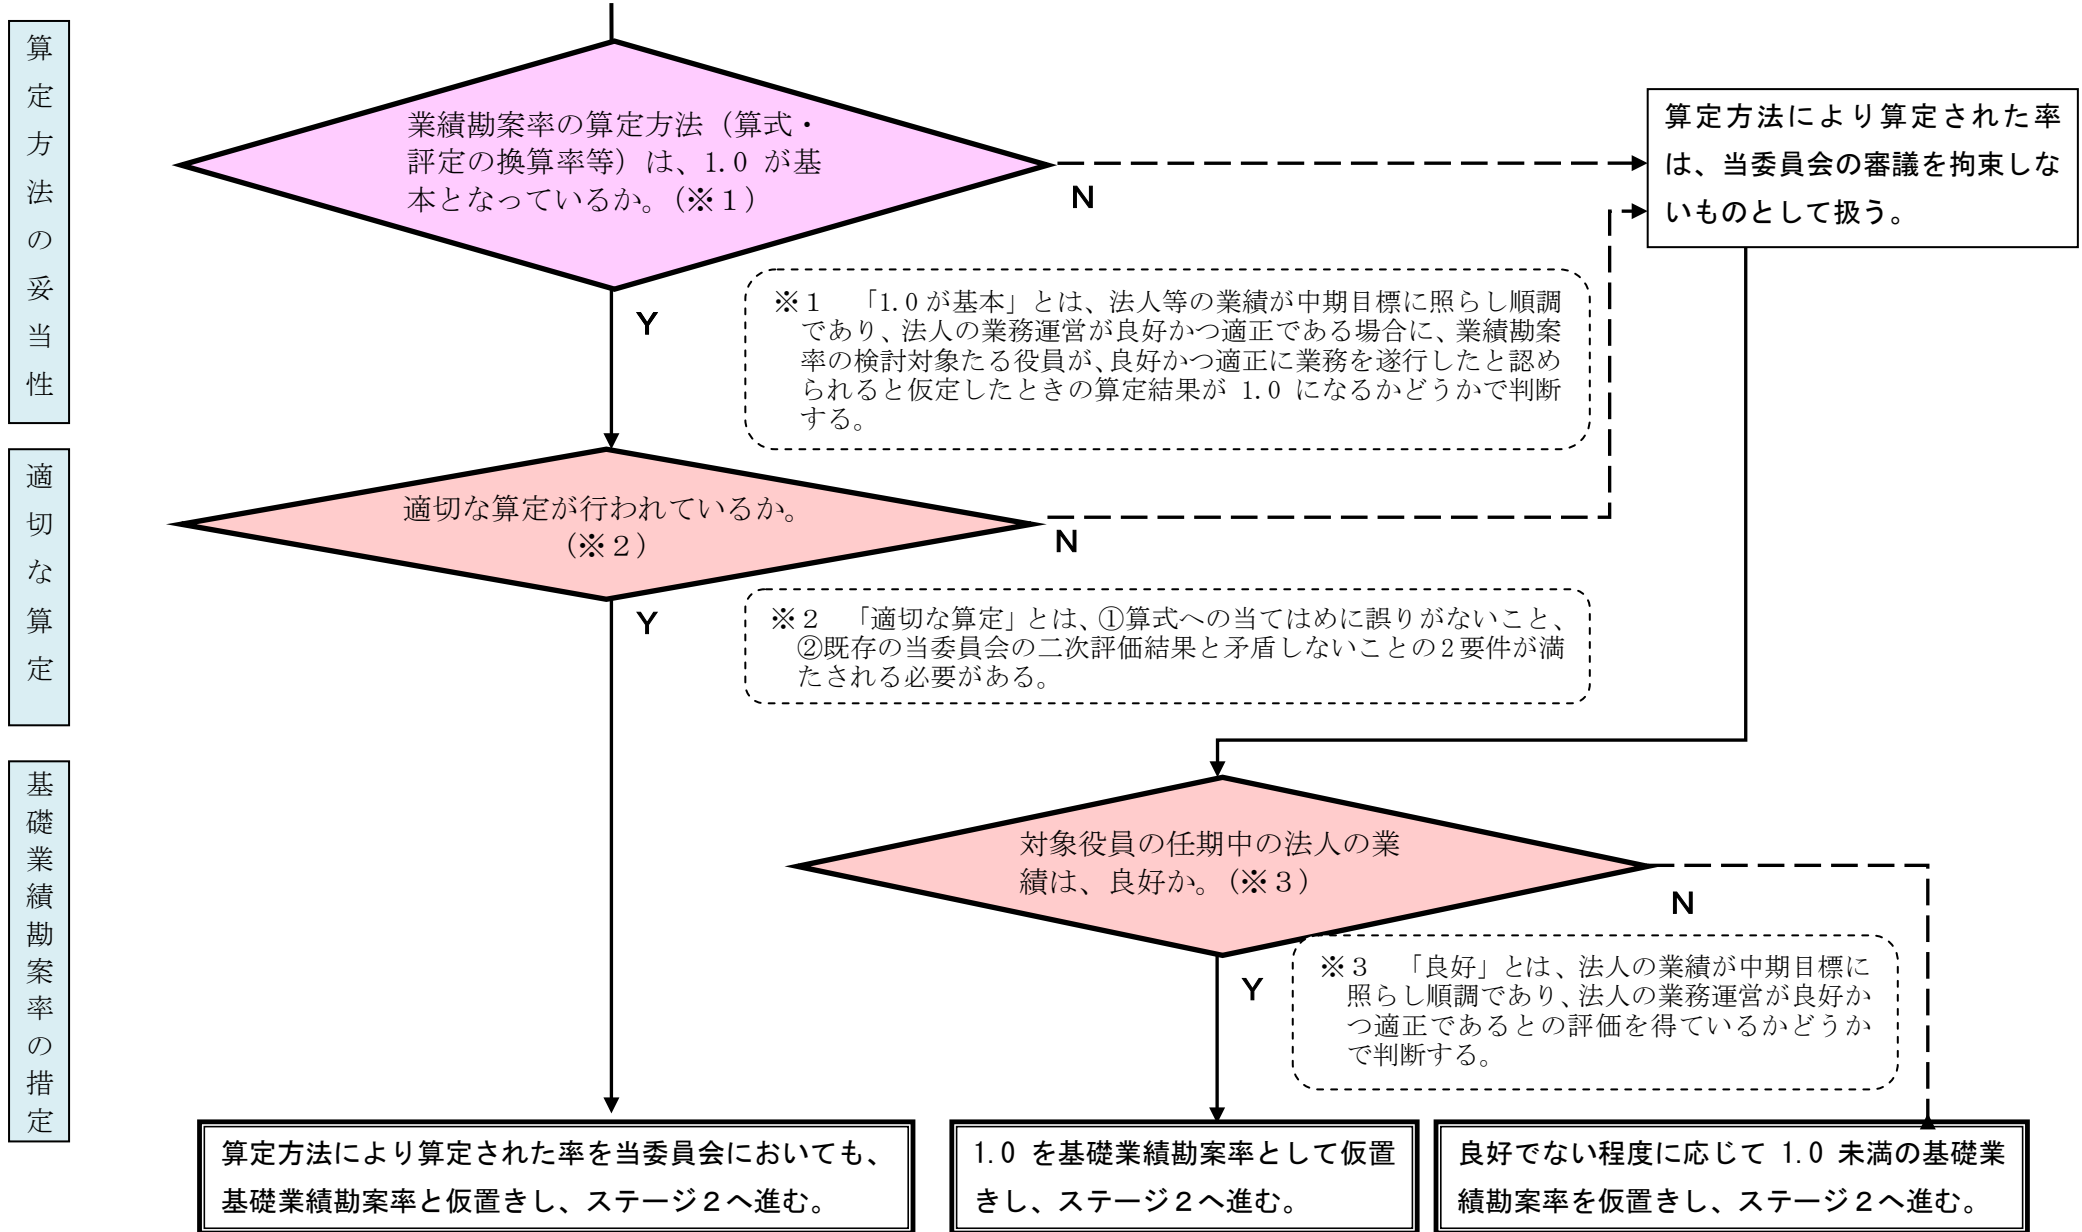 算定方法の妥当性
業績勘案率の算定方法（算式・
評定の換算率等）は、1.0 が基
本となっているか。（※１）
N
Y
算定方法により算定された率
は、当委員会の審議を拘束しな
いものとして扱う。
※１　「1.0 が基本」とは、法人等の業績が中期目標に照らし順調
であり、法人の業務運営が良好かつ適正である場合に、業績勘案
率の検討対象たる役員が、良好かつ適正に業務を遂行したと認め
られると仮定したときの算定結果が 1.0 になるかどうかで判断
する。
適切な算定
適切な算定が行われているか。
（※２）
N
Y
※２　「適切な算定」とは、①算式への当てはめに誤りがないこと、
②既存の当委員会の二次評価結果と矛盾しないことの2要件が満
たされる必要がある。
基礎業績勘案率の措定
対象役員の任期中の法人の業
績は、良好か。（※３）
N
Y
※３　「良好」とは、法人の業績が中期目標に
照らし順調であり、法人の業務運営が良好か
つ適正であるとの評価を得ているかどうか
で判断する。
算定方法により算定された率を当委員会においても、
基礎業績勘案率と仮置きし、ステージ２へ進む。
1.0 を基礎業績勘案率として仮置
きし、ステージ２へ進む。
良好でない程度に応じて 1.0 未満の基礎業
績勘案率を仮置きし、ステージ２へ進む。